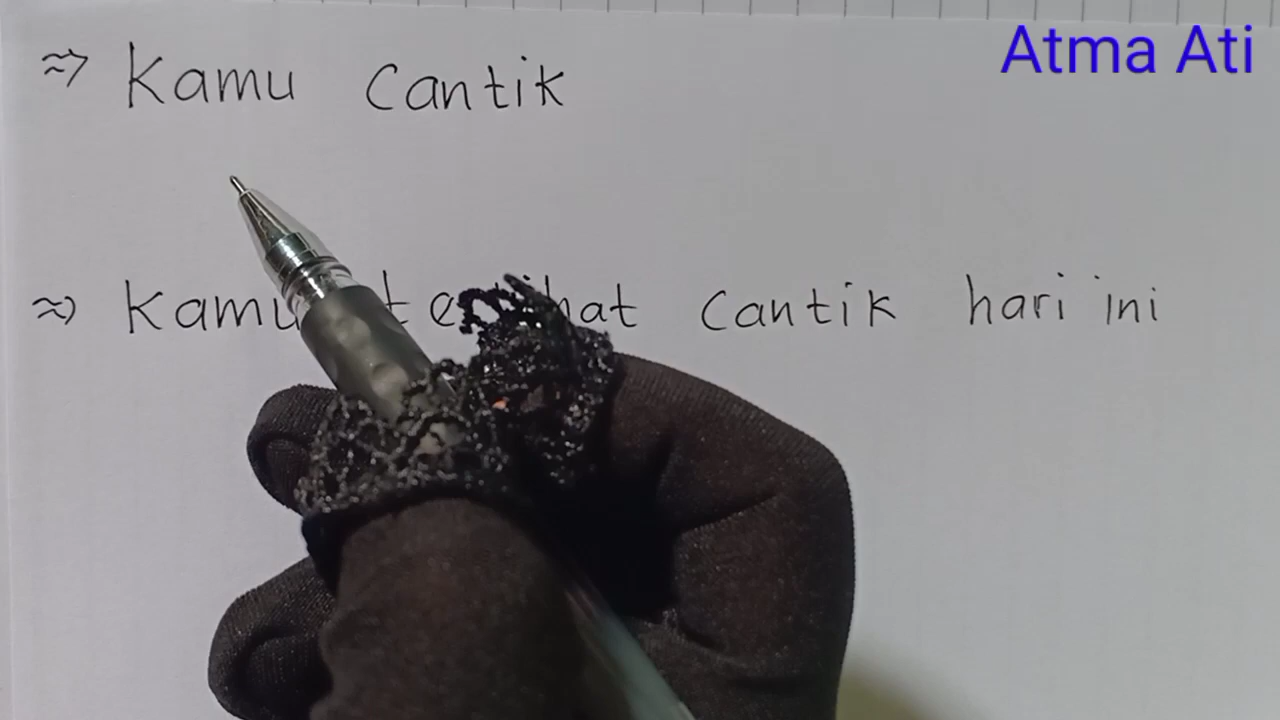 Atma Ati
⇒ Kamu Cantik
⇒ Kamu cantik hari ini